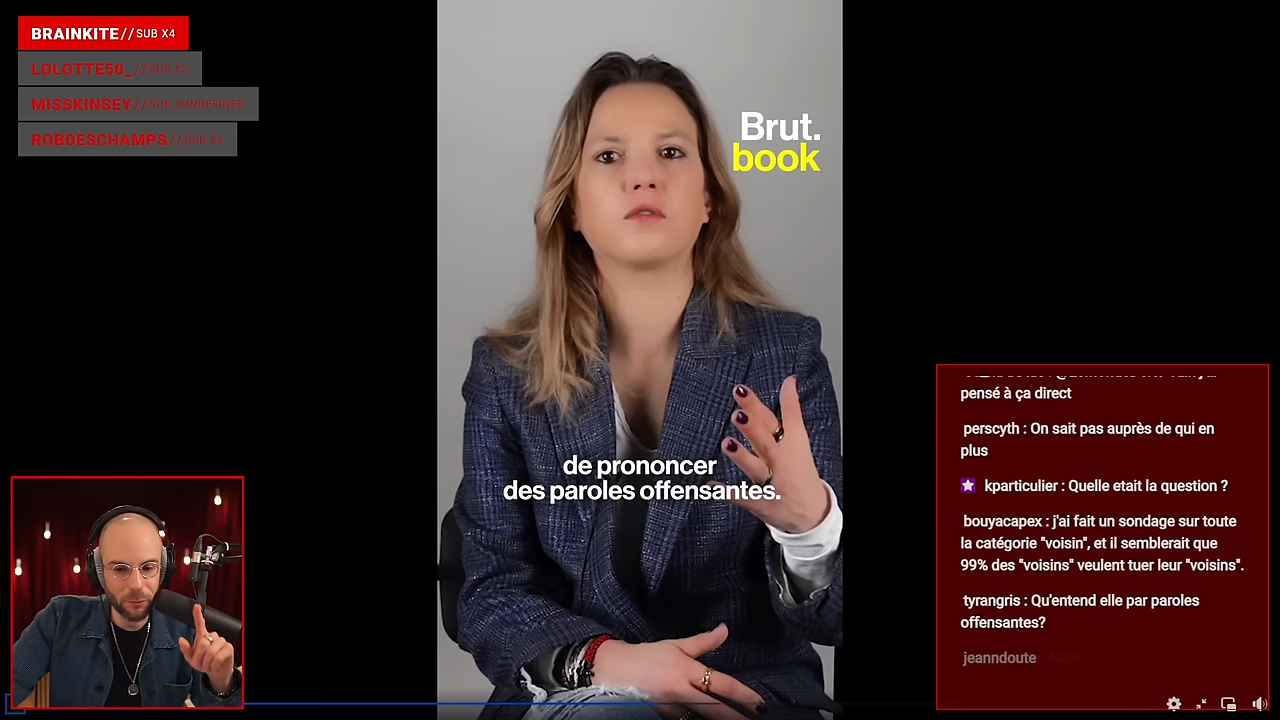 BRAINKITE//SUB X4
LOLOTTE50_//SUB X2
MISSKINSEY//SUB XUNDEFINED
ROBDESCHAMPS//SUB X5
Brut.
book
de prononcer
des paroles offensantes.
pensé à ça direct
perscyth : On sait pas auprès de qui en
plus
kparticulier : Quelle etait la question ?
bouyacapex : j'ai fait un sondage sur toute
la catégorie "voisin", et il semblerait que
99% des "voisins" veulent tuer leur "voisins".
tyrangris : Qu'entend elle par paroles
offensantes?
jeanndoute